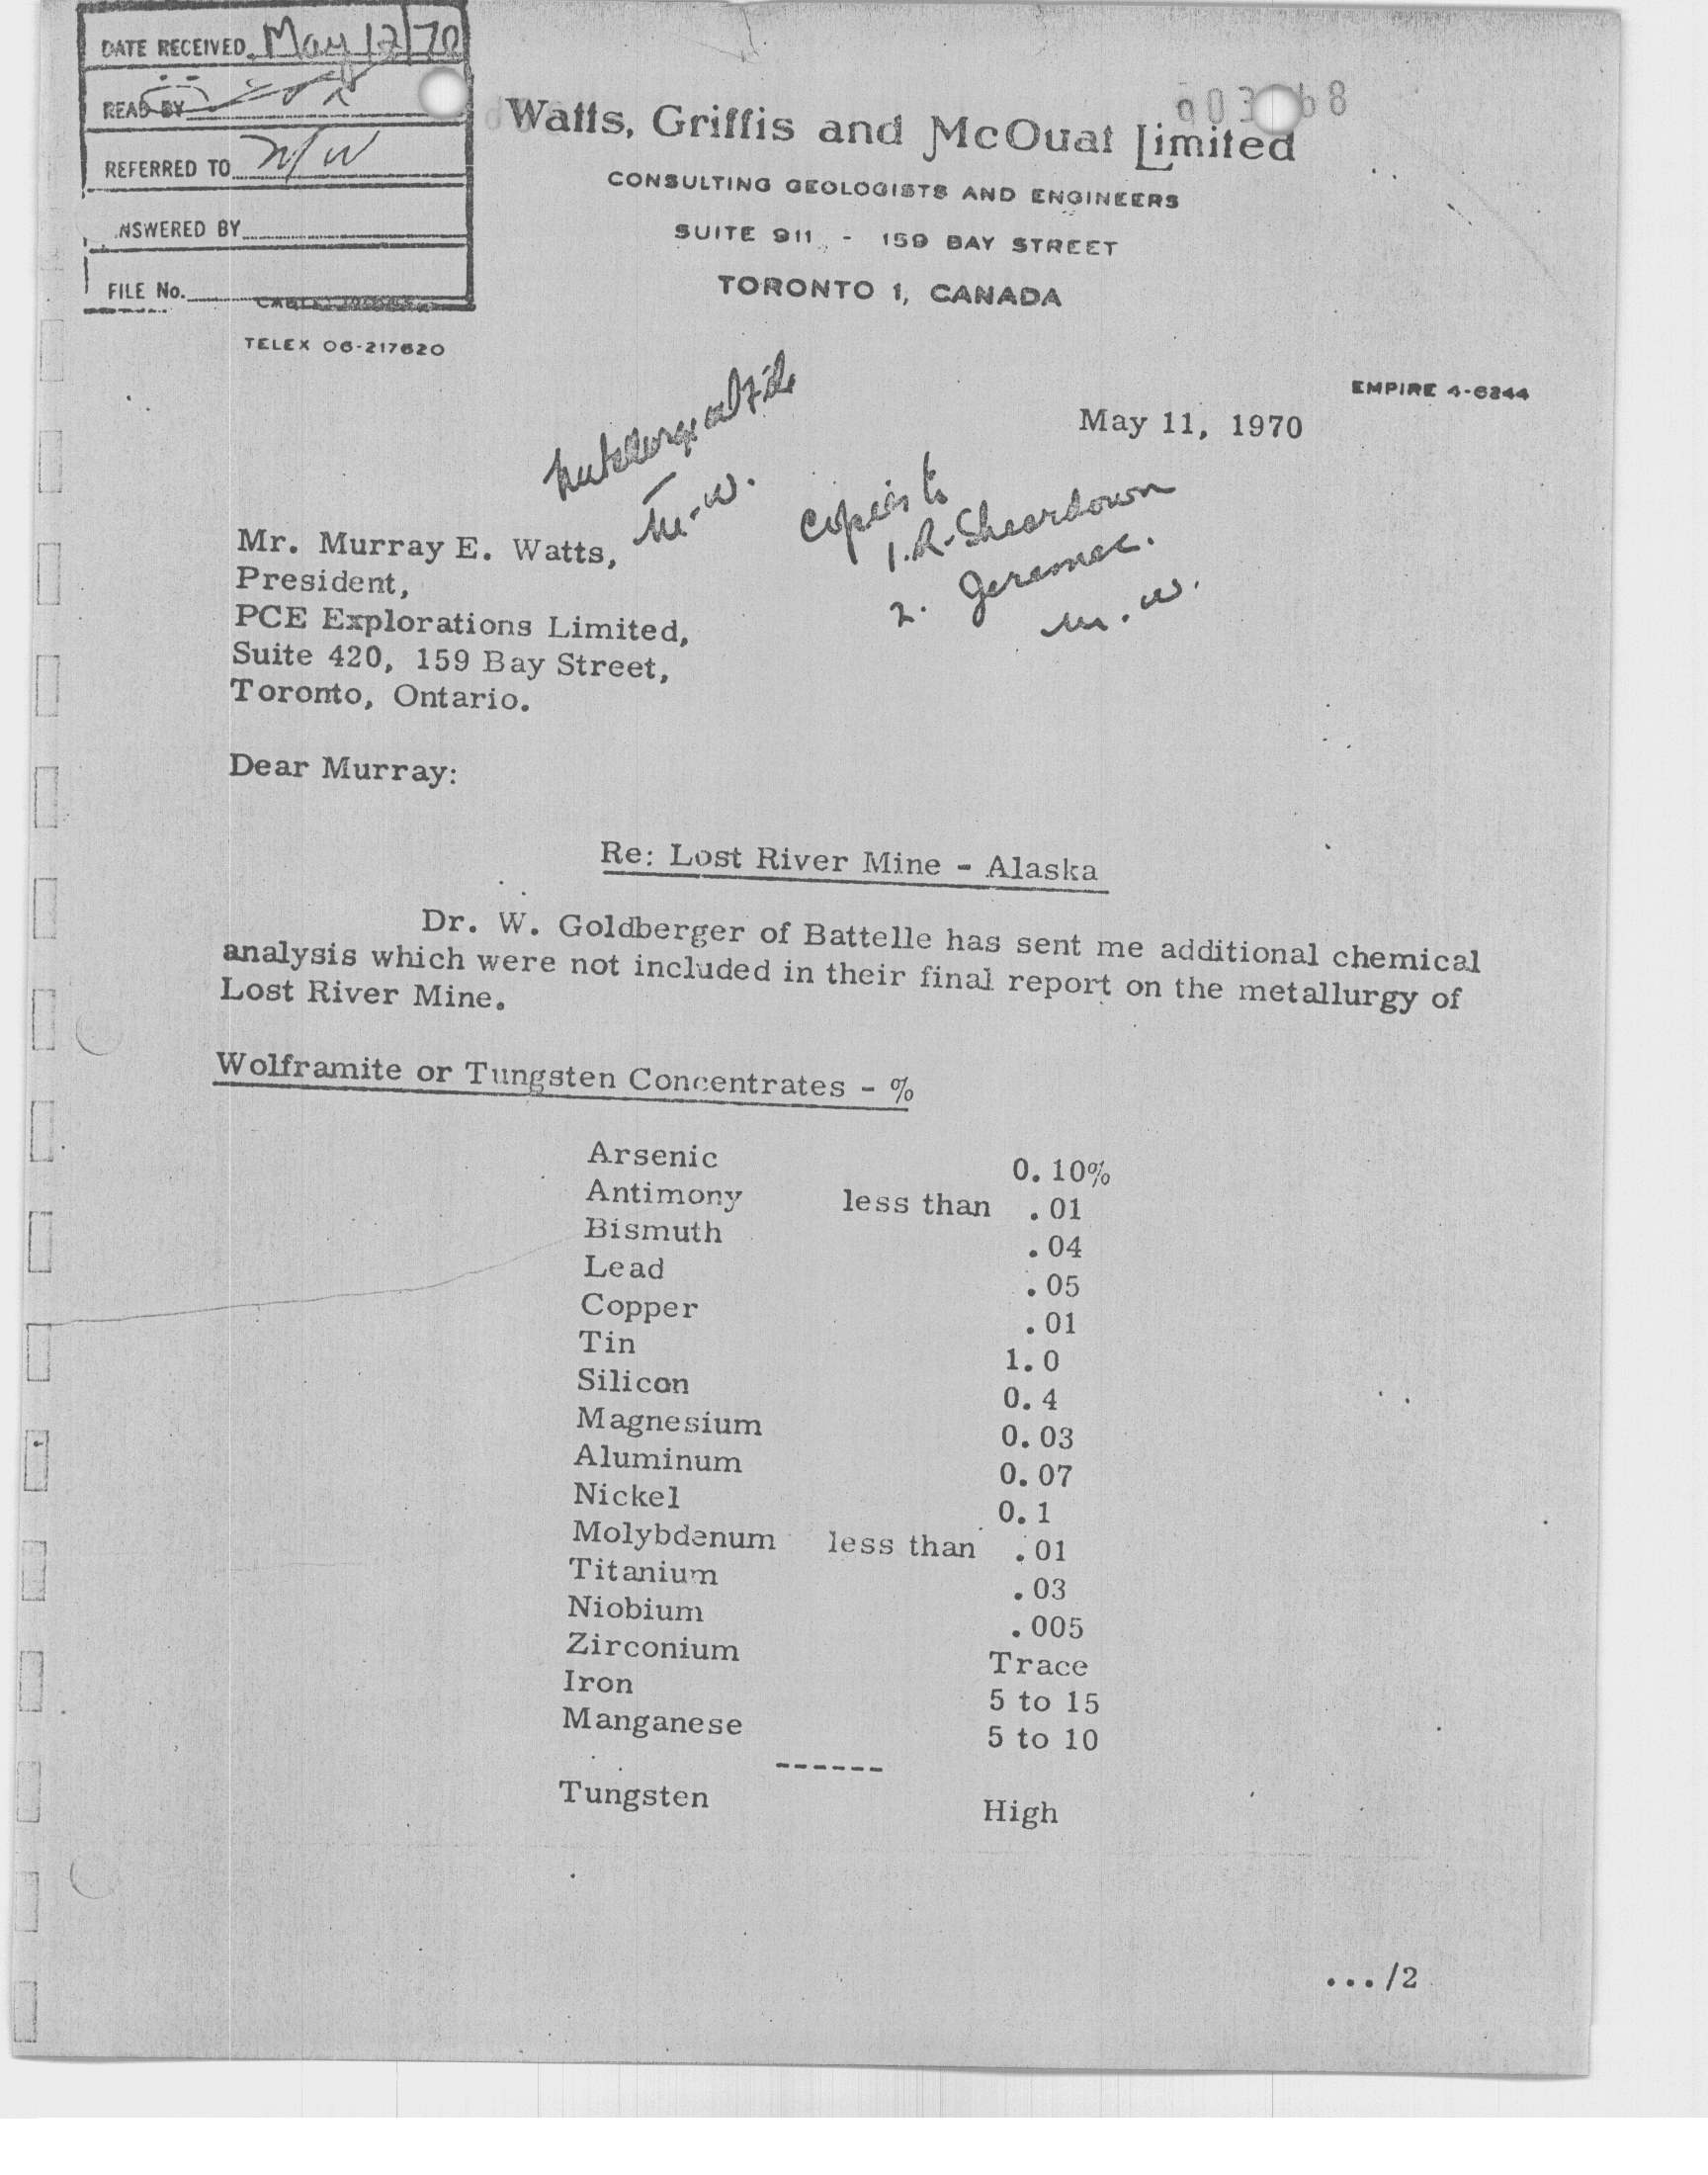 DATE RECEIVED May 12/70
READ BY
REFERRED TO M/W
NSWERED BY
FILE No.
Watts, Griffis and McOuat Limited
CONSULTING GEOLOGISTS AND ENGINEERS
SUITE 911 - 159 BAY STREET
TORONTO 1, CANADA
TELEX 06-217620
EMPIRE 4-6244
May 11, 1970
M-W.
Copies to
1. R. Sheardown
2.
M. W.
Mr. Murray E. Watts,
President,
PCE Explorations Limited,
Suite 420, 159 Bay Street,
Toronto, Ontario.
Dear Murray:
Re: Lost River Mine - Alaska
Dr. W. Goldberger of Battelle has sent me additional chemical
analysis which were not included in their final report on the metallurgy of
Lost River Mine.
Wolframite or Tungsten Concentrates - %
Arsenic 0.10%
Antimony less than .01
Bismuth .04
Lead .05
Copper .01
Tin 1.0
Silicon 0.4
Magnesium 0.03
Aluminum 0.07
Nickel 0.1
Molybdenum less than .01
Titanium .03
Niobium .005
Zirconium Trace
Iron 5 to 15
Manganese 5 to 10
------
Tungsten High
.../2